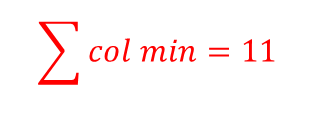 ∑ col min = 11